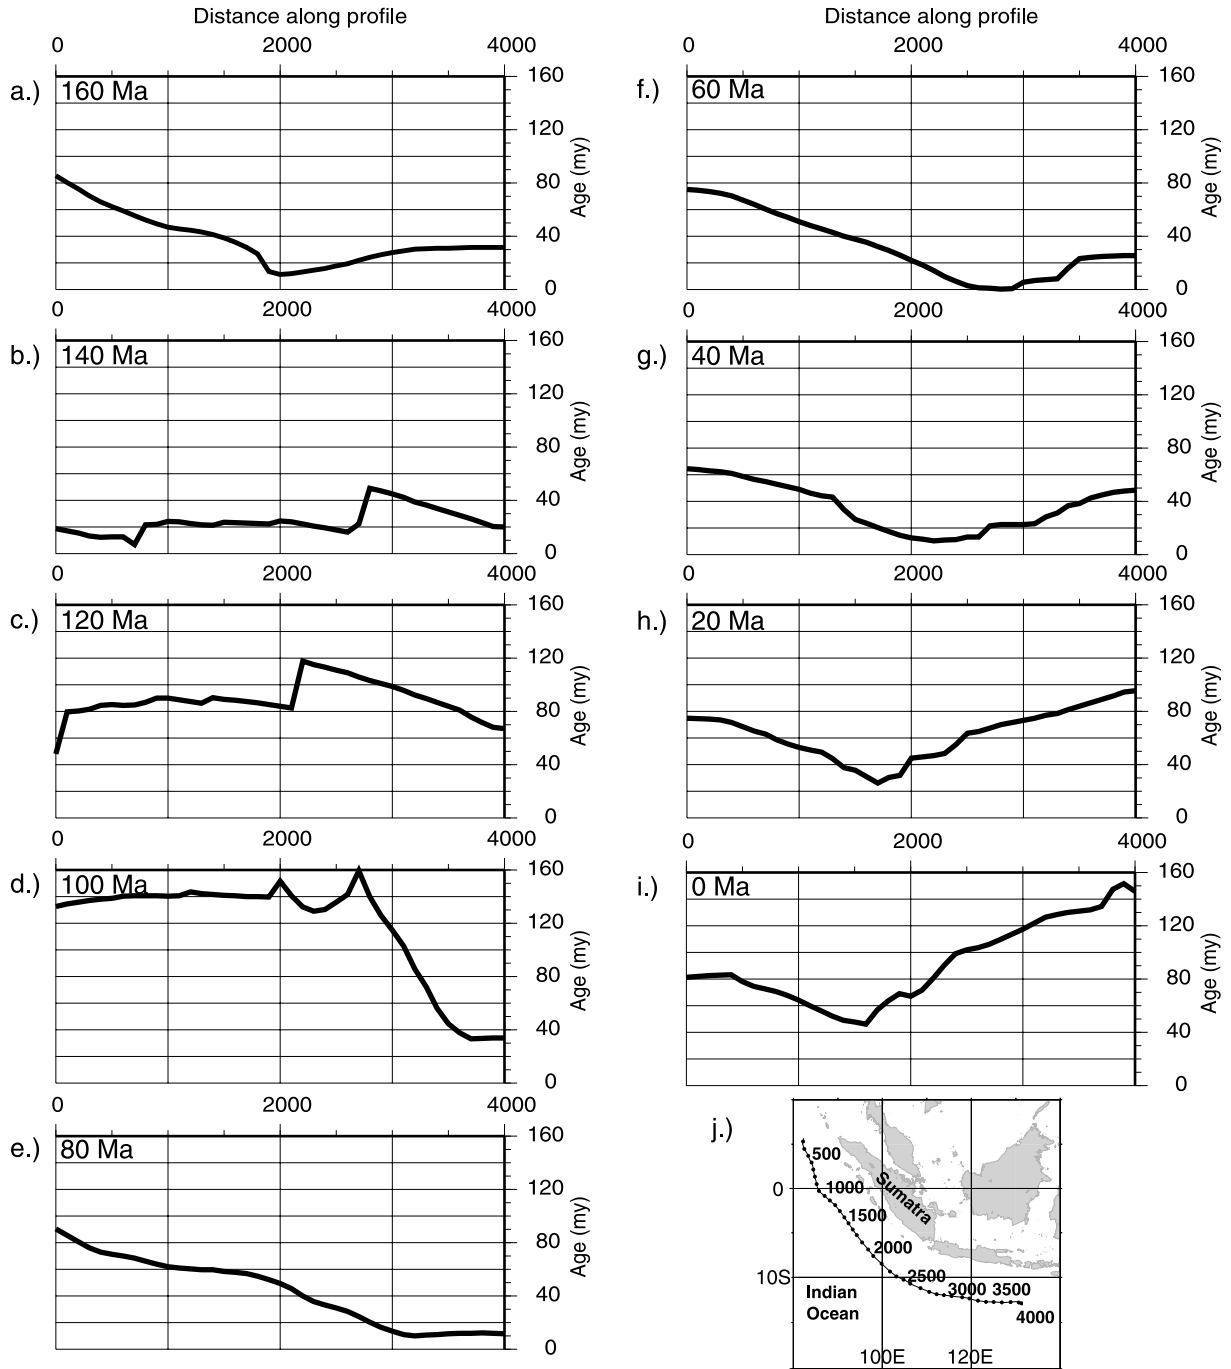 Distance along profile
0 2000 4000
a.) 160 Ma
160
120
80
40
0
Age (my)
0 2000 4000
b.) 140 Ma
160
120
80
40
0
Age (my)
0 2000 4000
c.) 120 Ma
160
120
80
40
0
Age (my)
0 2000 4000
d.) 100 Ma
160
120
80
40
0
Age (my)
0 2000 4000
e.) 80 Ma
160
120
80
40
0
Age (my)
Distance along profile
0 2000 4000
f.) 60 Ma
160
120
80
40
0
Age (my)
0 2000 4000
g.) 40 Ma
160
120
80
40
0
Age (my)
0 2000 4000
h.) 20 Ma
160
120
80
40
0
Age (my)
0 2000 4000
i.) 0 Ma
160
120
80
40
0
Age (my)
j.)
500
0
1000
Sumatra
1500
2000
10S
2500
3000 3500
Indian
Ocean
4000
100E 120E